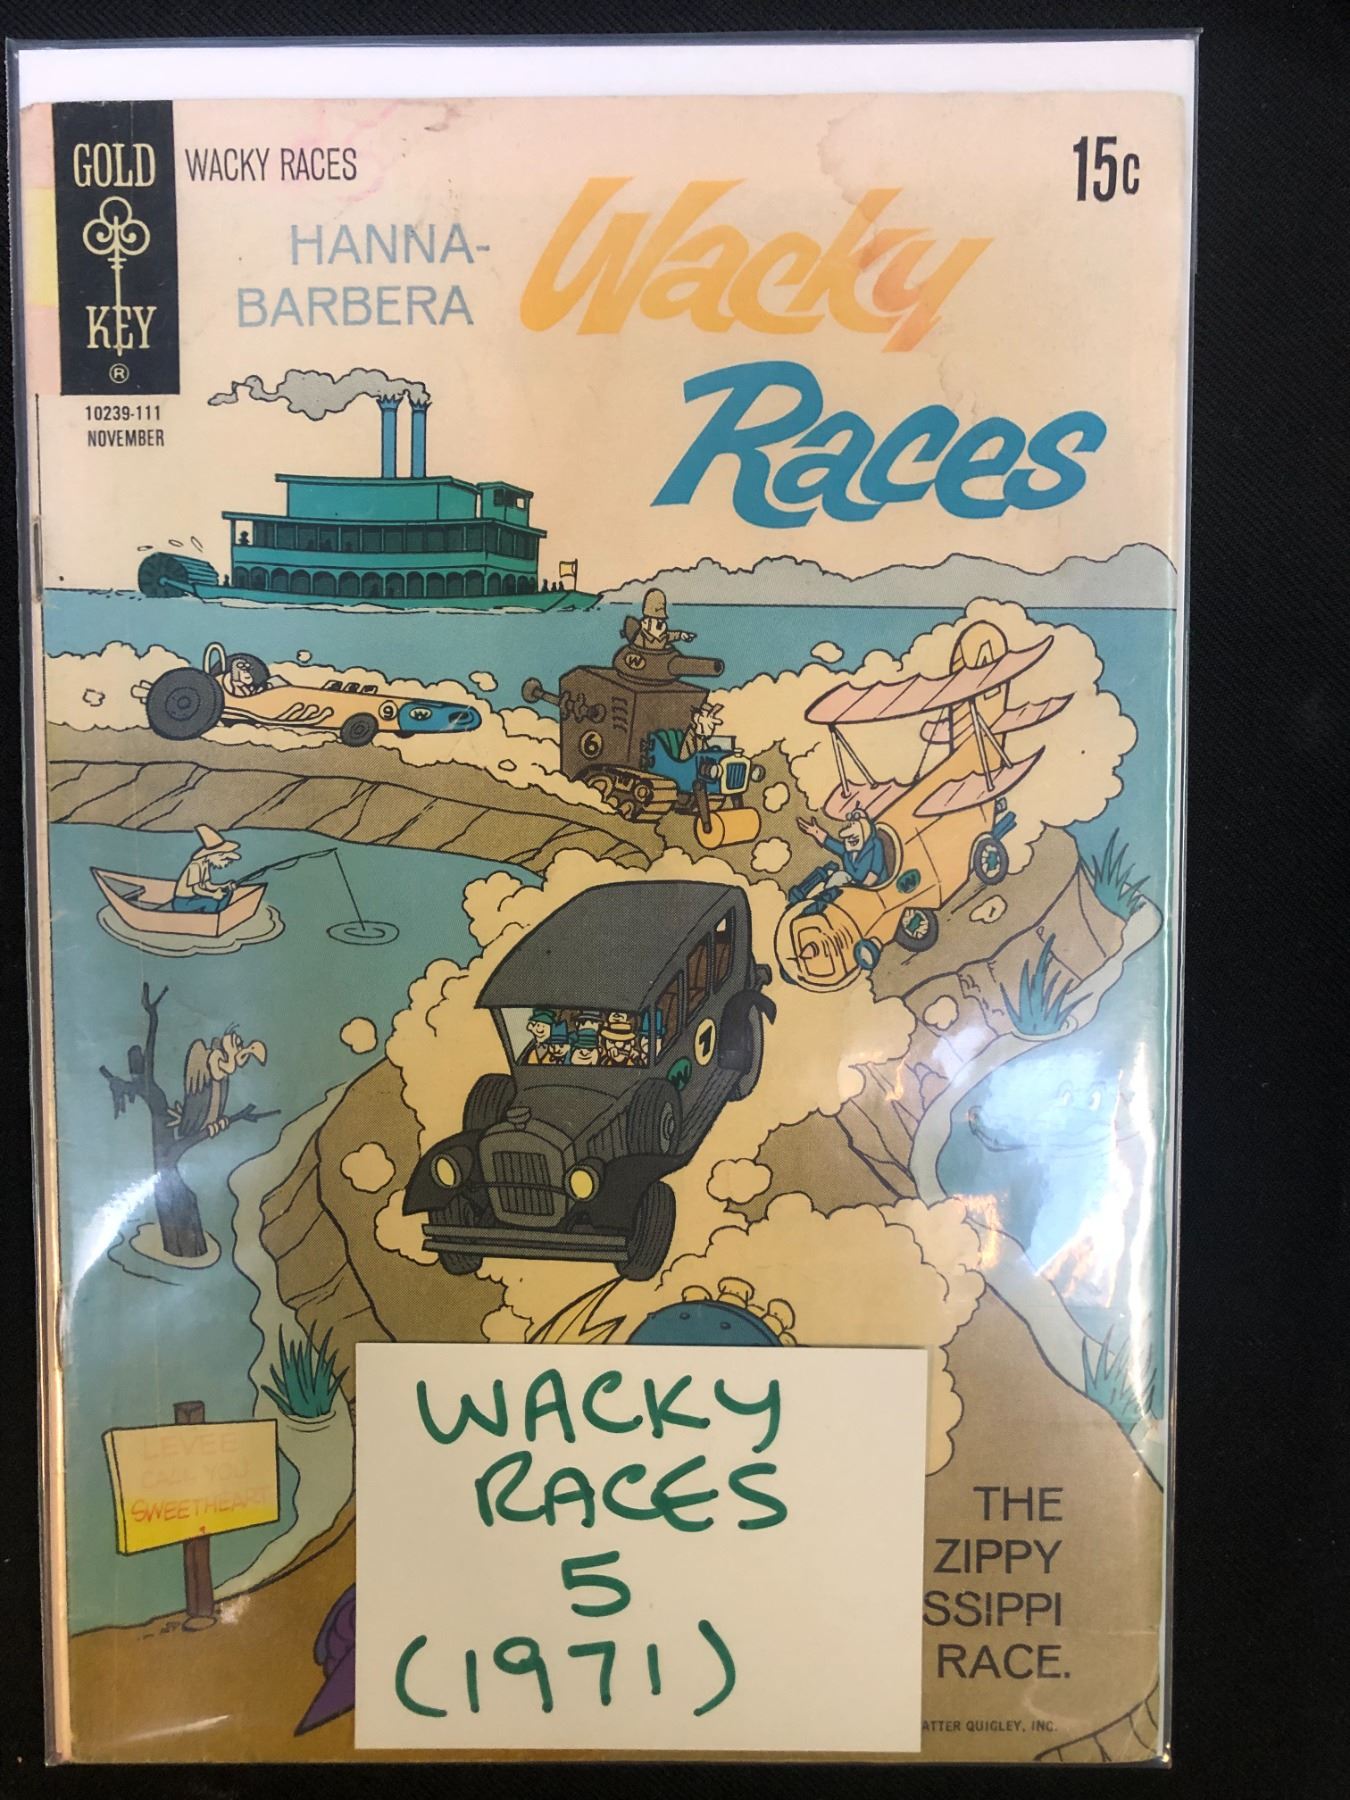 GOLD
KEY
®
10239-111
NOVEMBER
WACKY RACES
15c
HANNA-
BARBERA
Wacky
Races
W
9
W
6
W
7
W
LEVEE
CALL YOU
SWEETHEART
WACKY
RACES
5
(1971)
THE
ZIPPY
SSIPPI
RACE.
ATTER QUIGLEY, INC.